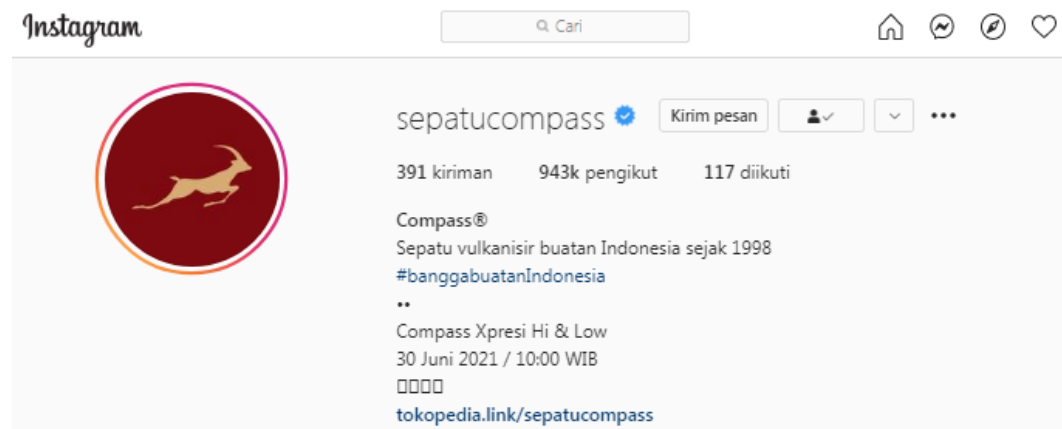 Instagram
Cari
sepatucompass
Kirim pesan
391 kiriman 943k pengikut 117 diikuti
Compass®
Sepatu vulkanisir buatan Indonesia sejak 1998
#banggabuatanIndonesia
••
Compass Xpresi Hi & Low
30 Juni 2021 / 10:00 WIB
▯▯▯▯
tokopedia.link/sepatucompass